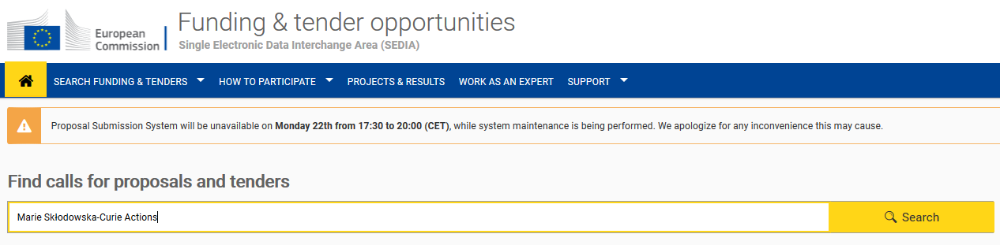 European
Commission
Funding & tender opportunities
Single Electronic Data Interchange Area (SEDIA)
SEARCH FUNDING & TENDERS HOW TO PARTICIPATE PROJECTS & RESULTS WORK AS AN EXPERT SUPPORT
Proposal Submission System will be unavailable on Monday 22th from 17:30 to 20:00 (CET), while system maintenance is being performed. We apologize for any inconvenience this may cause.
Find calls for proposals and tenders
Marie Skłodowska-Curie Actions
Search